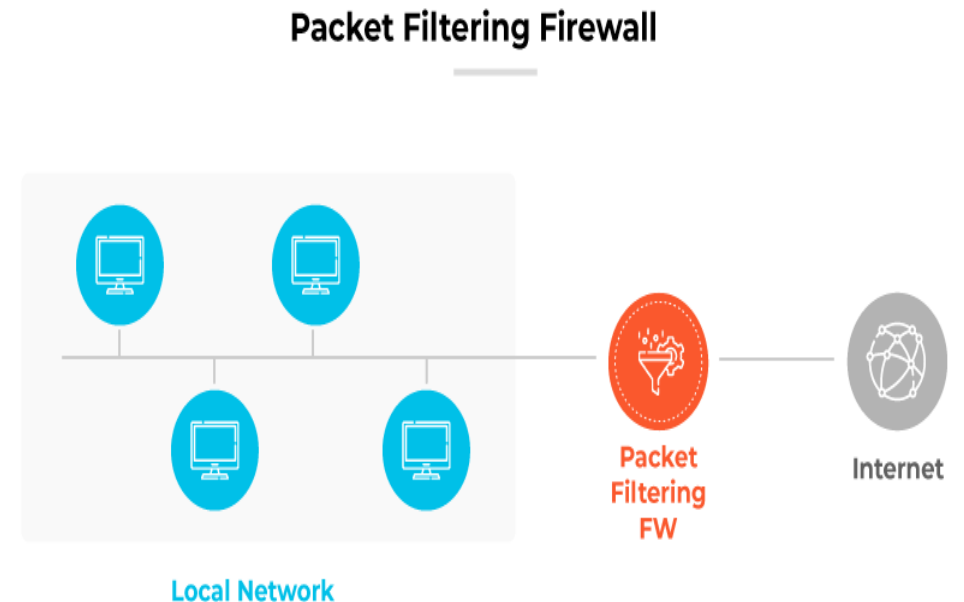 Packet Filtering Firewall
Packet
Filtering
FW
Internet
Local Network